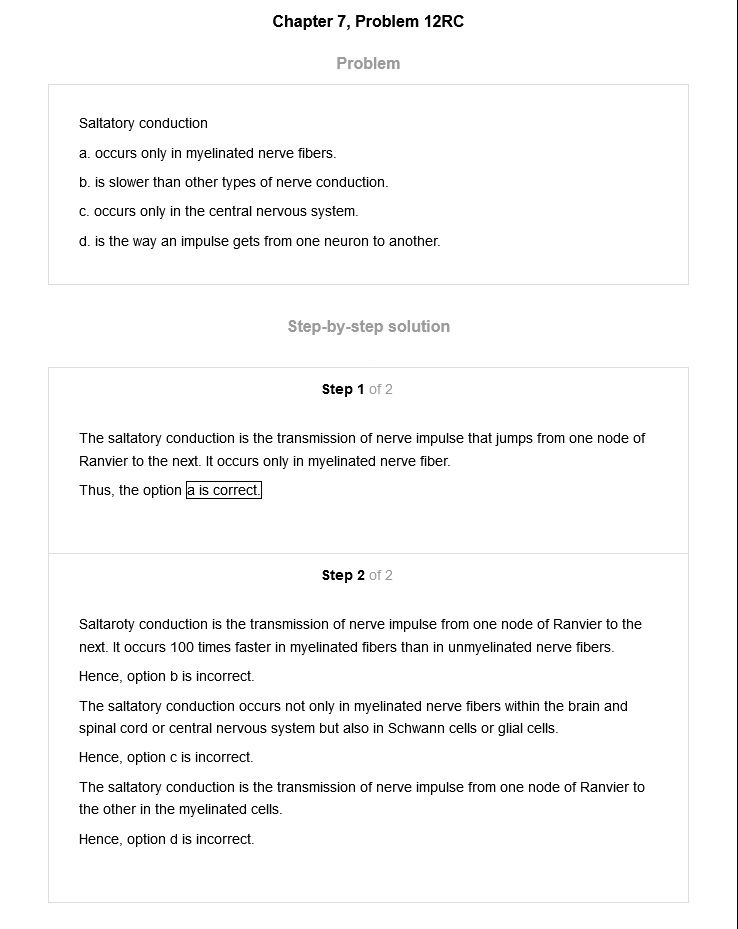 Chapter 7, Problem 12RC
Problem
Saltatory conduction
a. occurs only in myelinated nerve fibers.
b. is slower than other types of nerve conduction.
c. occurs only in the central nervous system.
d. is the way an impulse gets from one neuron to another.
Step-by-step solution
Step 1 of 2
The saltatory conduction is the transmission of nerve impulse that jumps from one node of
Ranvier to the next. It occurs only in myelinated nerve fiber.
Thus, the option a is correct.
Step 2 of 2
Saltaroty conduction is the transmission of nerve impulse from one node of Ranvier to the
next. It occurs 100 times faster in myelinated fibers than in unmyelinated nerve fibers.
Hence, option b is incorrect.
The saltatory conduction occurs not only in myelinated nerve fibers within the brain and
spinal cord or central nervous system but also in Schwann cells or glial cells.
Hence, option c is incorrect.
The saltatory conduction is the transmission of nerve impulse from one node of Ranvier to
the other in the myelinated cells.
Hence, option d is incorrect.